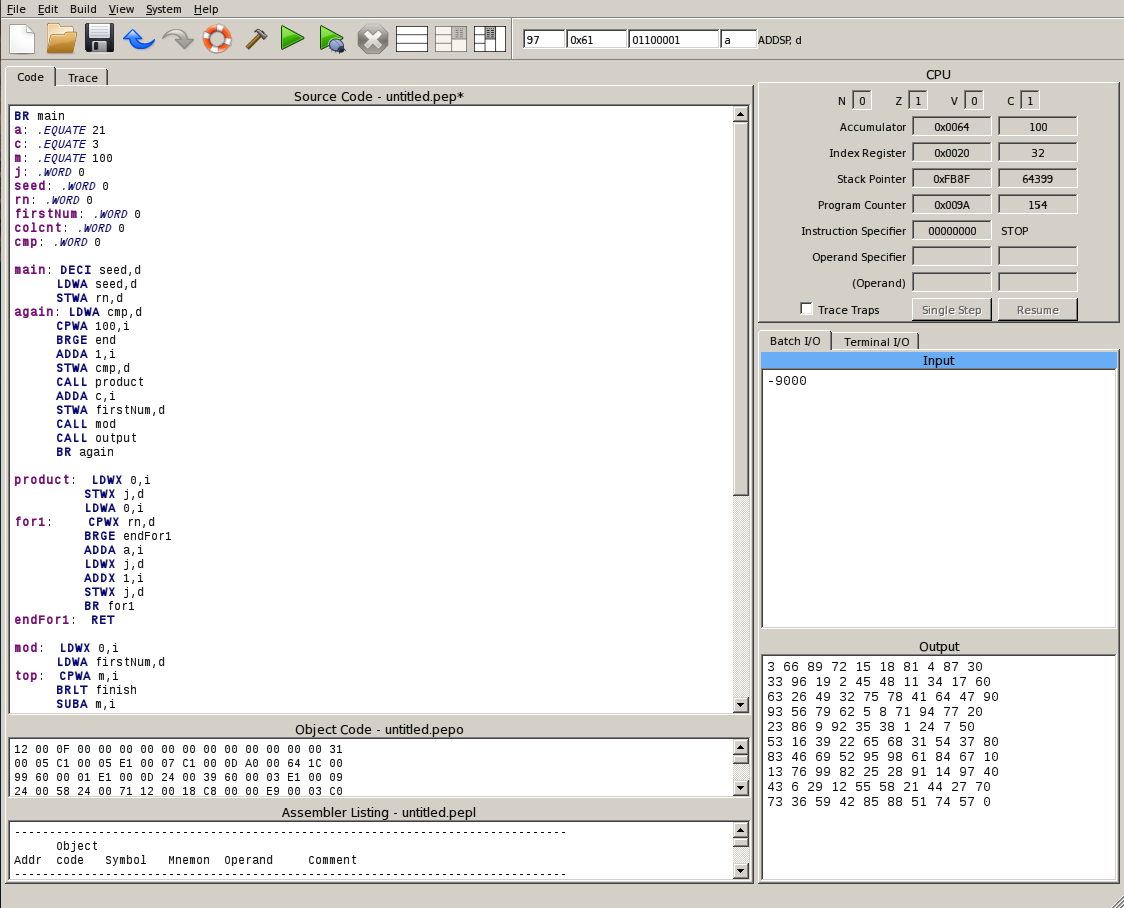 File Edit Build View System Help
97 0x61 01100001 a ADDSP, d
Code Trace
Source Code - untitled.pep*
BR main
a: .EQUATE 21
c: .EQUATE 3
m: .EQUATE 100
j: .WORD 0
seed: .WORD 0
rn: .WORD 0
firstNum: .WORD 0
colcnt: .WORD 0
cmp: .WORD 0
main: DECI seed,d
LDWA seed,d
STWA rn,d
again: LDWA cmp,d
CPWA 100,i
BRGE end
ADDA 1,i
STWA cmp,d
CALL product
ADDA c,i
STWA firstNum,d
CALL mod
CALL output
BR again
product: LDWX 0,i
STWX j,d
LDWA 0,i
for1: CPWX rn,d
BRGE endFor1
ADDA a,i
LDWX j,d
ADDX 1,i
STWX j,d
BR for1
endFor1: RET
mod: LDWX 0,i
LDWA firstNum,d
top: CPWA m,i
BRLT finish
SUBA m,i
Object Code - untitled.pepo
12 00 0F 00 00 00 00 00 00 00 00 00 00 00 00 31
00 05 C1 00 05 E1 00 07 C1 00 0D A0 00 64 1C 00
99 60 00 01 E1 00 0D 24 00 39 60 00 03 E1 00 09
24 00 58 24 00 71 12 00 18 C8 00 00 E9 00 03 C0
Assembler Listing - untitled.pepl
-------------------------------------------------------------------------------
Object
Addr code Symbol Mnemon Operand Comment
-------------------------------------------------------------------------------
CPU
N 0 Z 1 V 0 C 1
Accumulator 0x0064 100
Index Register 0x0020 32
Stack Pointer 0xFB8F 64399
Program Counter 0x009A 154
Instruction Specifier 00000000 STOP
Operand Specifier
(Operand)
Trace Traps Single Step Resume
Batch I/O Terminal I/O
Input
-9000
Output
3 66 89 72 15 18 81 4 87 30
33 96 19 2 45 48 11 34 17 60
63 26 49 32 75 78 41 64 47 90
93 56 79 62 5 8 71 94 77 20
23 86 9 92 35 38 1 24 7 50
53 16 39 22 65 68 31 54 37 80
83 46 69 52 95 98 61 84 67 10
13 76 99 82 25 28 91 14 97 40
43 6 29 12 55 58 21 44 27 70
73 36 59 42 85 88 51 74 57 0